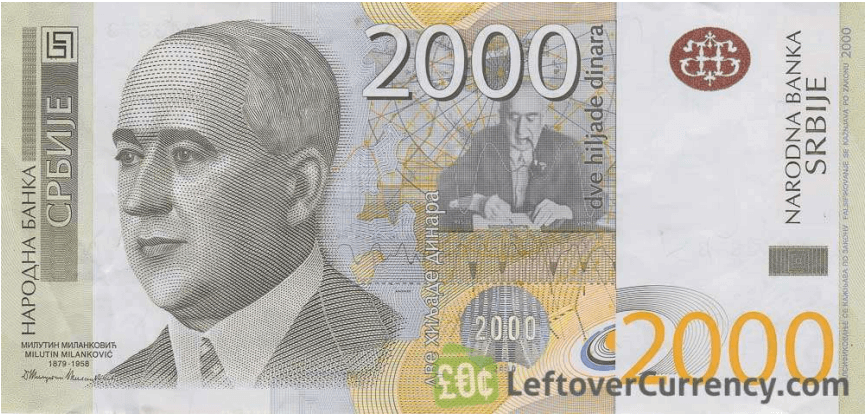 НАРОДНА БАНКА
СРБИЈЕ
МИЛУТИН МИЛАНКОВИЋ
MILUTIN MILANKOVIĆ
1879 - 1958
2000
dve hiljade dinara
две хиљаде динара
2000
NARODNA BANKA
SRBIJE
ФАЛСИФИКОВАЊЕ СЕ КАЖЊАВА ПО ЗАКОНУ FALSIFIKOVANJE SE KAŽNJAVA PO ZAKONU 2000
2000
£0¢ LeftoverCurrency.com